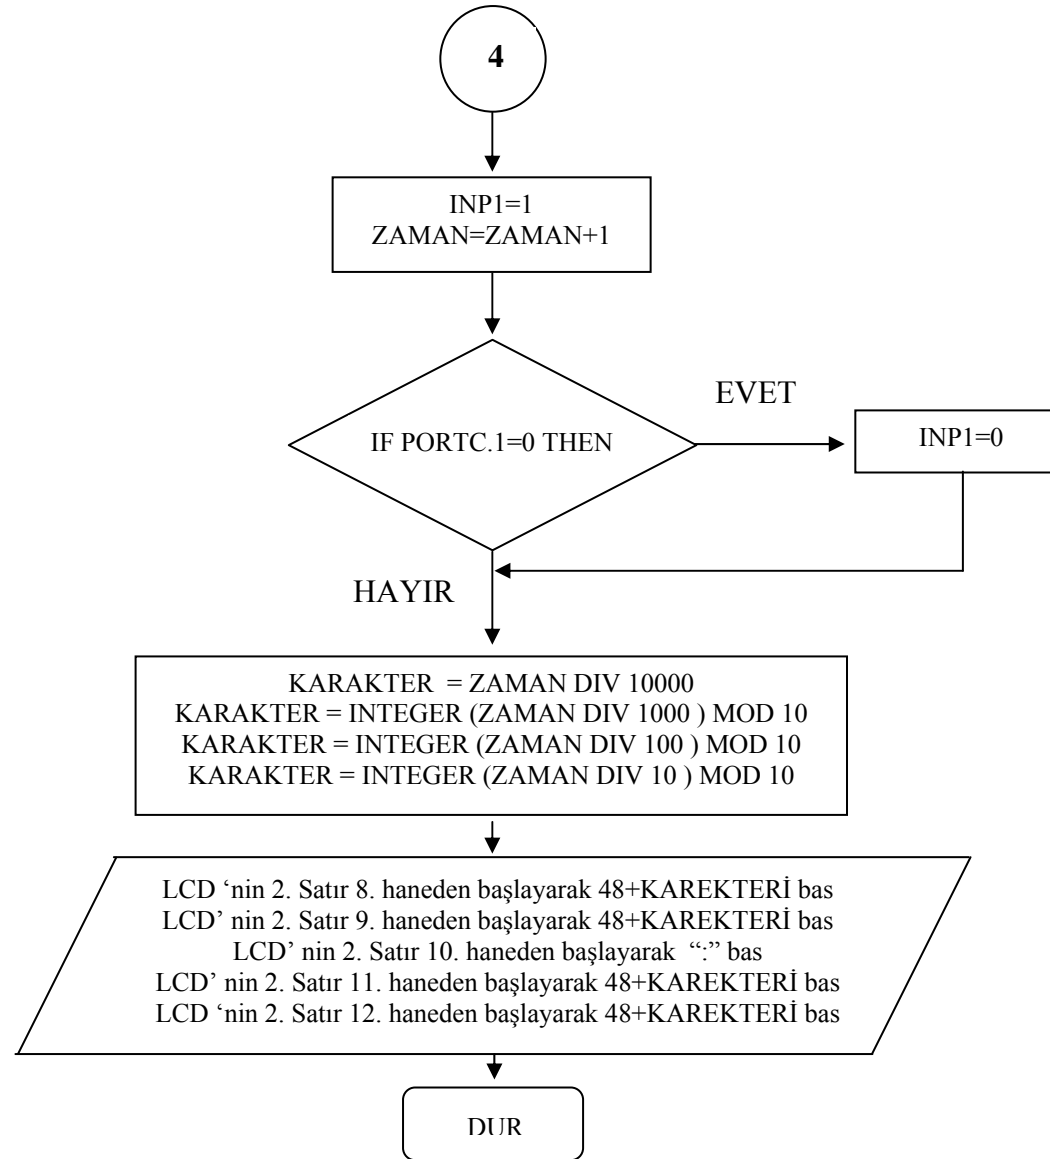 4
INP1=1
ZAMAN=ZAMAN+1
EVET
IF PORTC.1=0 THEN
INP1=0
HAYIR
KARAKTER = ZAMAN DIV 10000
KARAKTER = INTEGER (ZAMAN DIV 1000 ) MOD 10
KARAKTER = INTEGER (ZAMAN DIV 100 ) MOD 10
KARAKTER = INTEGER (ZAMAN DIV 10 ) MOD 10
LCD ‘nin 2. Satır 8. haneden başlayarak 48+KAREKTERİ bas
LCD’ nin 2. Satır 9. haneden başlayarak 48+KAREKTERİ bas
LCD’ nin 2. Satır 10. haneden başlayarak “:” bas
LCD’ nin 2. Satır 11. haneden başlayarak 48+KAREKTERİ bas
LCD ‘nin 2. Satır 12. haneden başlayarak 48+KAREKTERİ bas
DUR